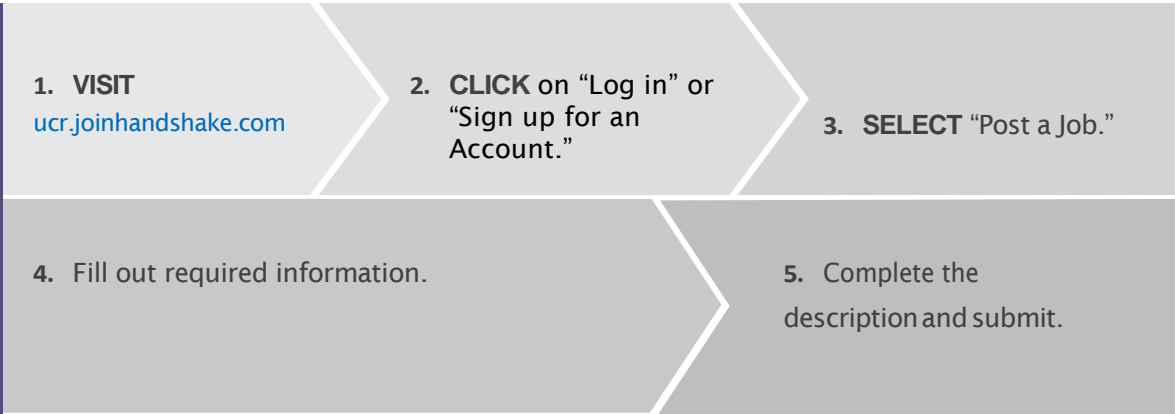 1. VISIT
ucr.joinhandshake.com
2. CLICK on “Log in” or
“Sign up for an
Account.”
3. SELECT “Post a Job.”
4. Fill out required information.
5. Complete the
description and submit.